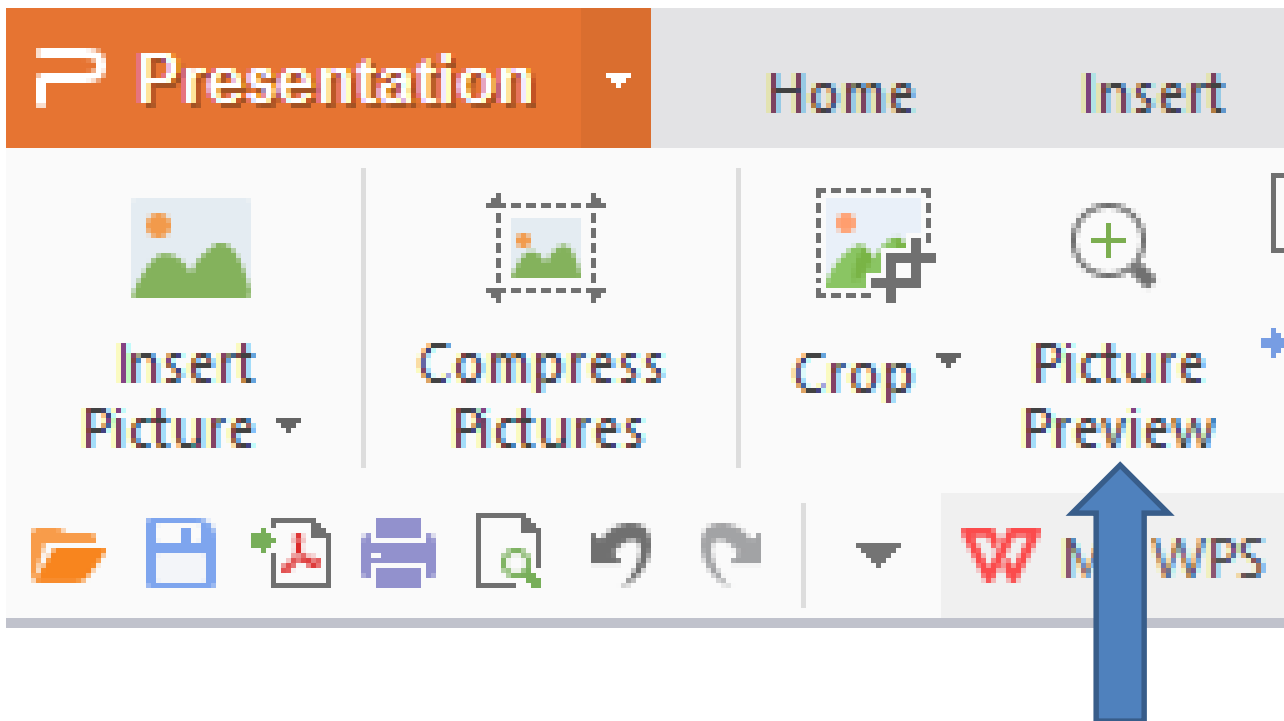 Presentation
Home
Insert
Insert
Picture
Compress
Pictures
Crop
Picture
Preview
WPS